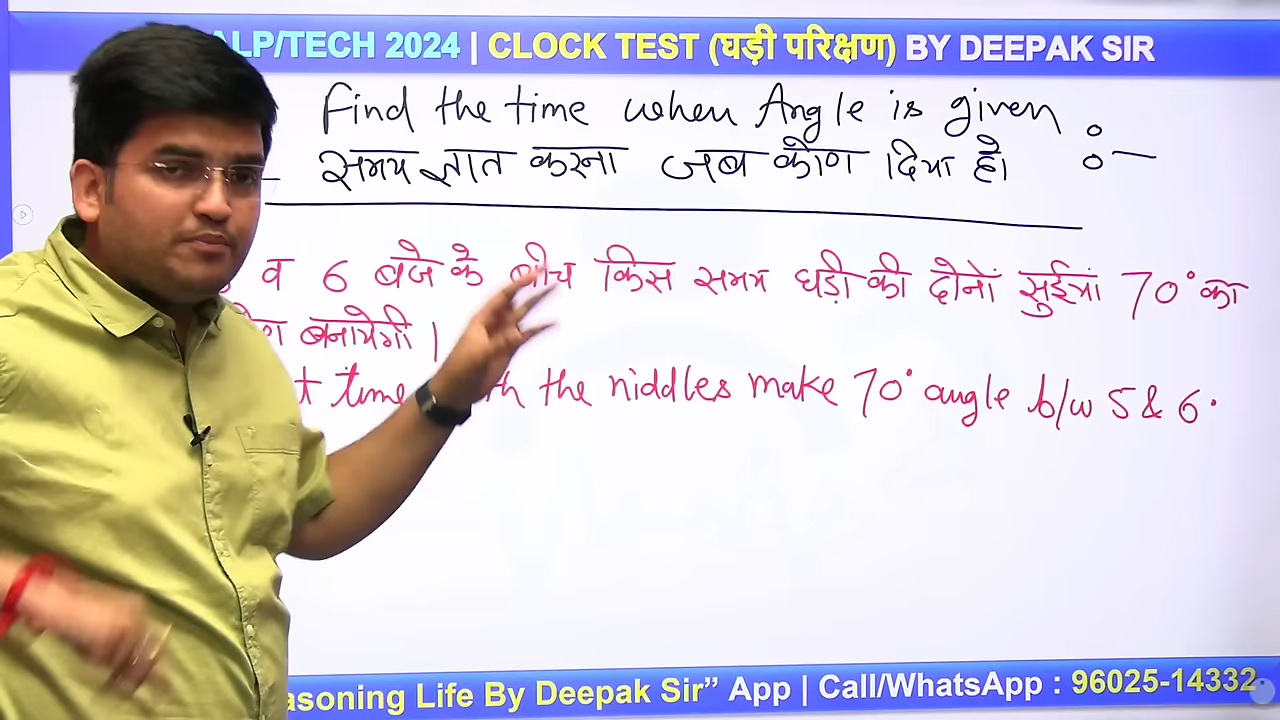 ALP/TECH 2024 | CLOCK TEST (घड़ी परिक्षण) BY DEEPAK SIR
Find the time when Angle is given :-
समय ज्ञात करना जब कोण दिया हो
व 6 बजे के बीच किस समय घड़ी की दोनों सुईयां 70° का
बनायेगी |
time the niddles make 70° angle b/w 5 & 6.
asoning Life By Deepak Sir” App | Call/WhatsApp : 96025-14332